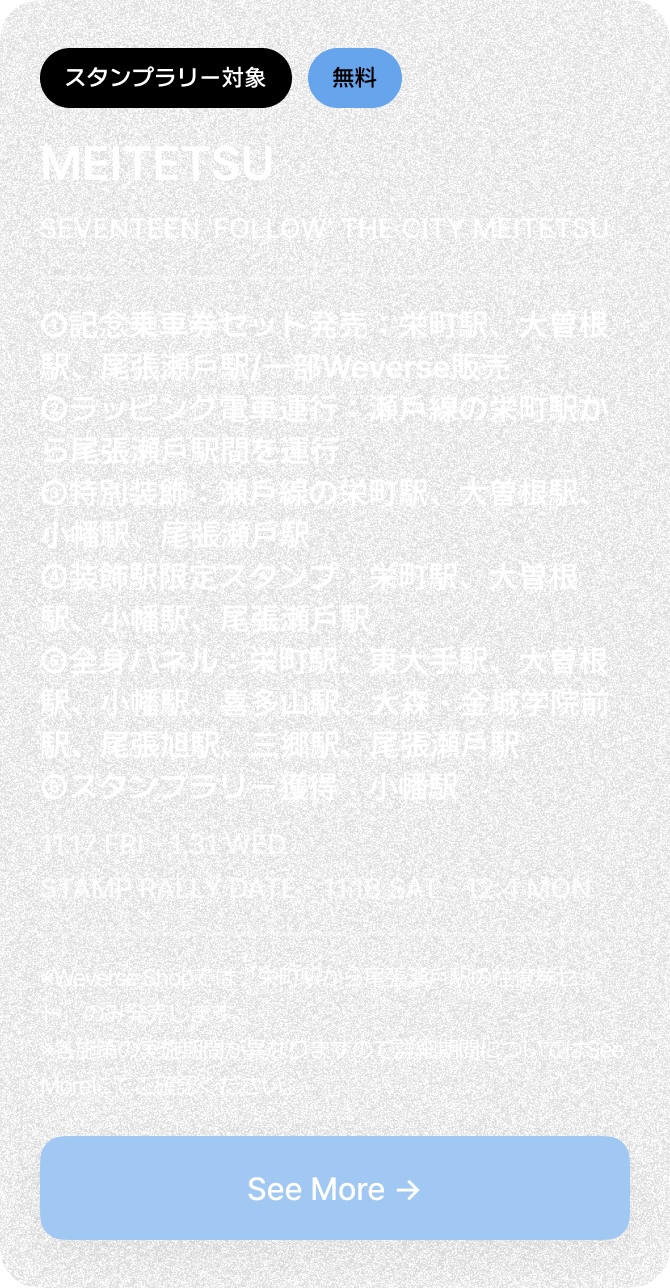 スタンプラリー対象
無料
MEITETSU
SEVENTEEN 'FOLLOW' THE CITY MEITETSU
①記念乗車券セット発売：栄町駅、大曽根
駅、尾張瀬戸駅/一部Weverse販売
②ラッピング電車運行：瀬戸線の栄町駅か
ら尾張瀬戸駅間を運行
③特別装飾：瀬戸線の栄町駅、大曽根駅、
小幡駅、尾張瀬戸駅
④装飾駅限定スタンプ：栄町駅、大曽根
駅、小幡駅、尾張瀬戸駅
⑤全身パネル：栄町駅、東大手駅、大曽根
駅、小幡駅、喜多山駅、大森・金城学院前
駅、尾張旭駅、三郷駅、尾張瀬戸駅
⑥スタンプラリー獲得：小幡駅
11.17 FRI - 1.31 WED
STAMP RALLY DATE : 11.18 SAT - 12.4 MON
※Weverse Shopでは「栄町駅から尾張瀬戸駅の往復券セッ
ト」のみ発売します。
※各施策の実施期間が異なりますので詳細期間についてはSee
Moreにてご確認ください。
See More →